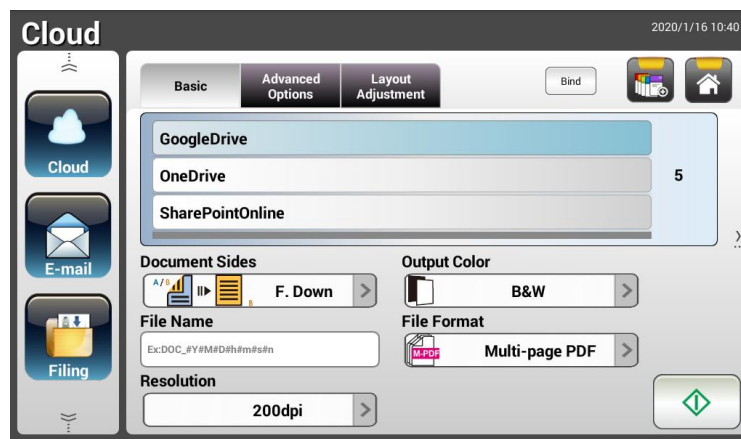 Cloud
2020/1/16 10:40
Basic
Advanced Options
Layout Adjustment
Bind
Cloud
E-mail
Filing
GoogleDrive
OneDrive
SharePointOnline
5
Document Sides
A/B
B
F. Down
Output Color
B&W
File Name
Ex:DOC_#Y#M#D#h#m#s#n
File Format
M-PDF
Multi-page PDF
Resolution
200dpi